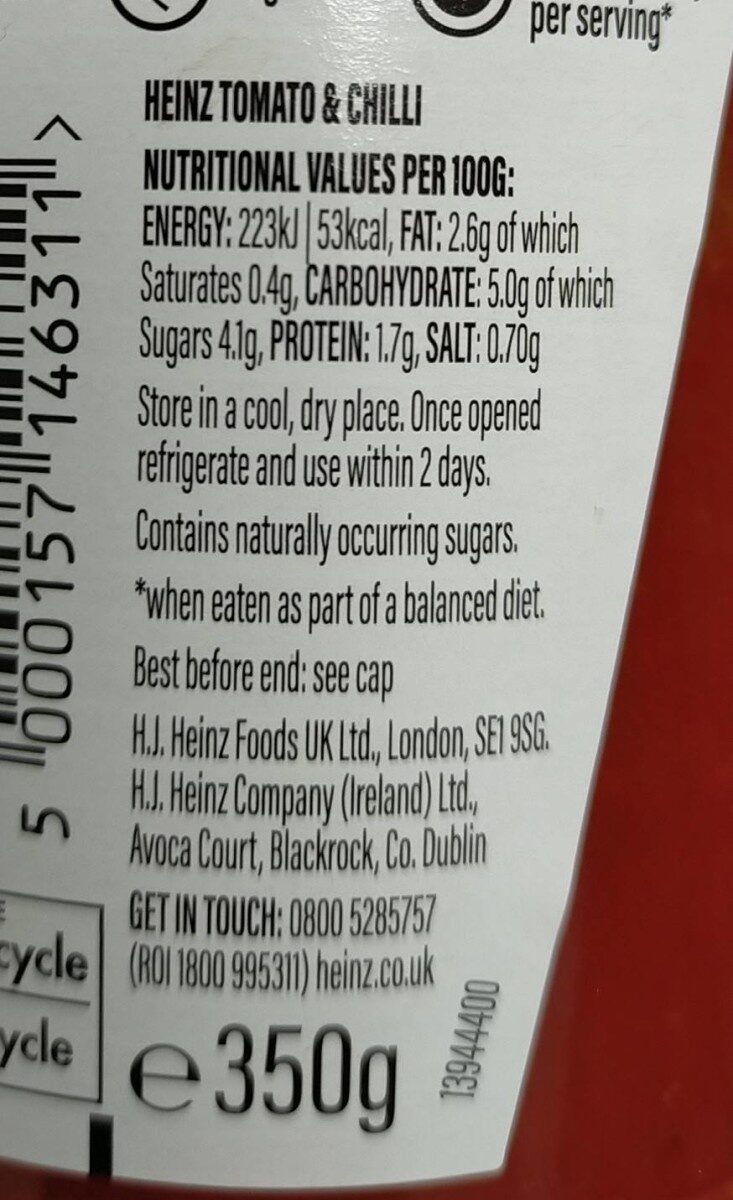 per serving*
HEINZ TOMATO & CHILLI
NUTRITIONAL VALUES PER 100G:
ENERGY: 223kJ | 53kcal, FAT: 2.6g of which
Saturates 0.4g, CARBOHYDRATE: 5.0g of which
Sugars 4.1g, PROTEIN: 1.7g, SALT: 0.70g
Store in a cool, dry place. Once opened
refrigerate and use within 2 days.
Contains naturally occurring sugars.
*when eaten as part of a balanced diet.
Best before end: see cap
H.J. Heinz Foods UK Ltd., London, SE1 9SG.
H.J. Heinz Company (Ireland) Ltd.,
Avoca Court, Blackrock, Co. Dublin
GET IN TOUCH: 0800 5285757
(ROI 1800 995311) heinz.co.uk
e 350g
13944400
5 000157 146311 >
cycle
ycle